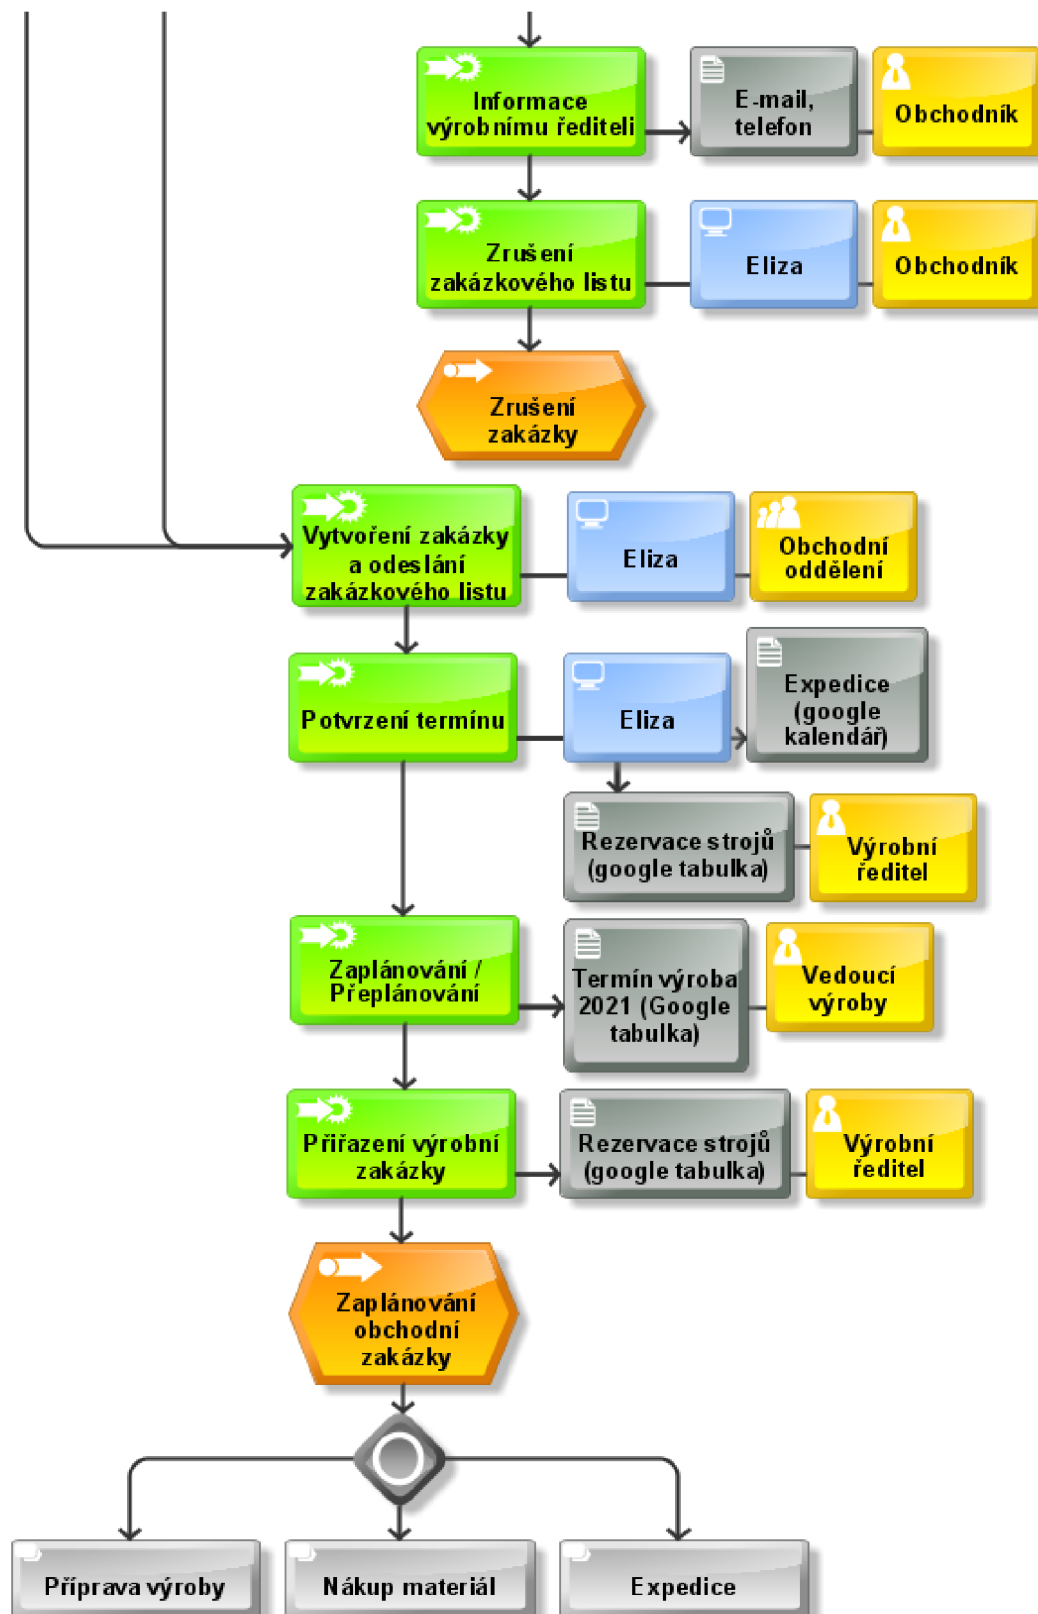 Informace
výrobnímu řediteli
E-mail,
telefon
Obchodník
Zrušení
zakázkového listu
Eliza
Obchodník
Zrušení
zakázky
Vytvoření zakázky
a odeslání
zakázkového listu
Eliza
Obchodní
oddělení
Potvrzení termínu
Eliza
Expedice
(google
kalendář)
Rezervace strojů
(google tabulka)
Výrobní
ředitel
Zaplánování /
Přeplánování
Termín výroba
2021 (Google
tabulka)
Vedoucí
výroby
Přiřazení výrobní
zakázky
Rezervace strojů
(google tabulka)
Výrobní
ředitel
Zaplánování
obchodní
zakázky
Příprava výroby
Nákup materiál
Expedice